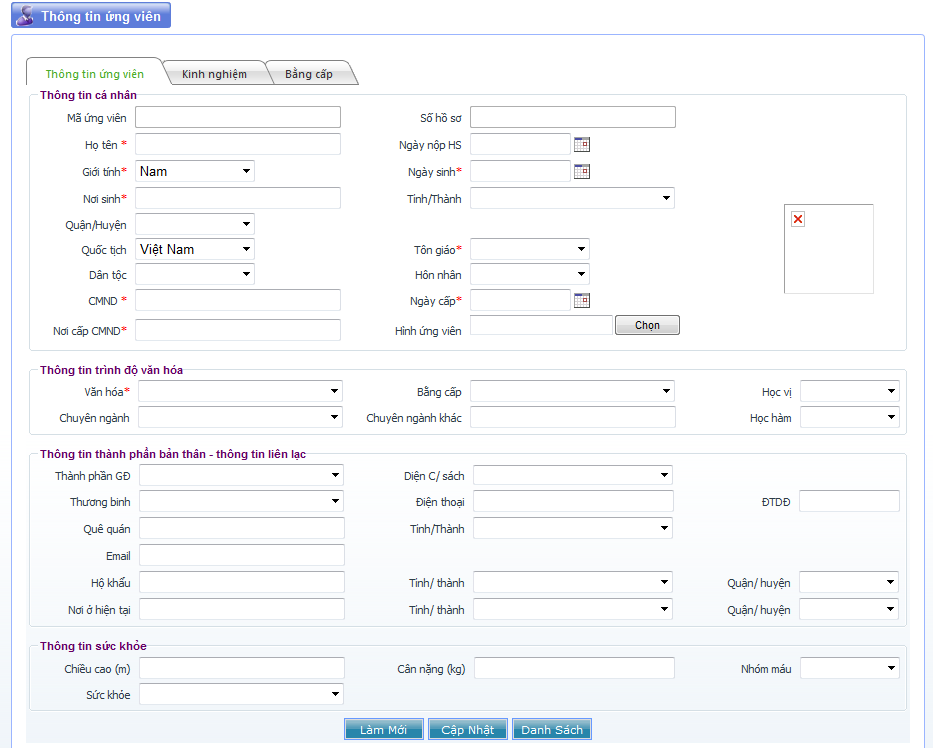 Thông tin ứng viên
Thông tin ứng viên Kinh nghiệm Bằng cấp
Thông tin cá nhân
Mã ứng viên Số hồ sơ
Họ tên * Ngày nộp HS
Giới tính* Nam Ngày sinh*
Nơi sinh* Tỉnh/Thành
Quận/Huyện
Quốc tịch Việt Nam Tôn giáo*
Dân tộc Hôn nhân
CMND * Ngày cấp*
Nơi cấp CMND* Hình ứng viên Chọn
Thông tin trình độ văn hóa
Văn hóa* Bằng cấp Học vị
Chuyên ngành Chuyên ngành khác Học hàm
Thông tin thành phần bản thân - thông tin liên lạc
Thành phần GĐ Diện C/ sách
Thương binh Điện thoại ĐTDĐ
Quê quán Tỉnh/Thành
Email
Hộ khẩu Tỉnh/ thành Quận/ huyện
Nơi ở hiện tại Tỉnh/ thành Quận/ huyện
Thông tin sức khỏe
Chiều cao (m) Cân nặng (kg) Nhóm máu
Sức khỏe
Làm Mới Cập Nhật Danh Sách